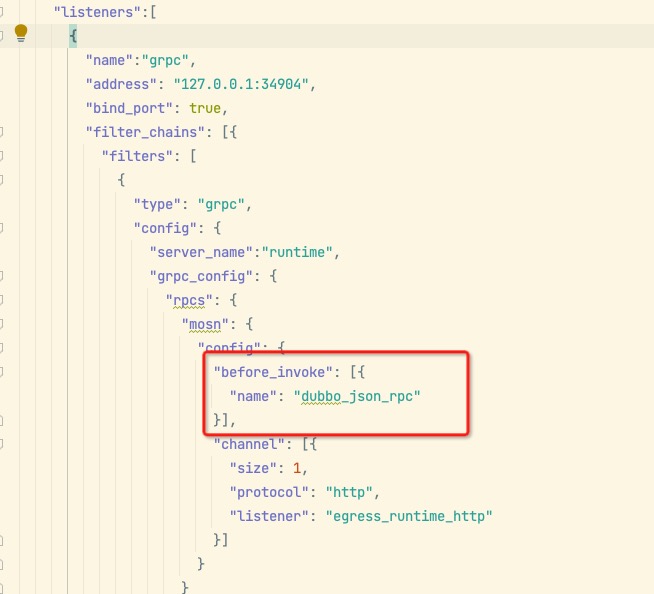 "listeners":[
{
"name":"grpc",
"address": "127.0.0.1:34904",
"bind_port": true,
"filter_chains": [{
"filters": [
{
"type": "grpc",
"config": {
"server_name":"runtime",
"grpc_config": {
"rpcs": {
"mosn": {
"config": {
"before_invoke": [{
"name": "dubbo_json_rpc"
}],
"channel": [{
"size": 1,
"protocol": "http",
"listener": "egress_runtime_http"
}]
}
}